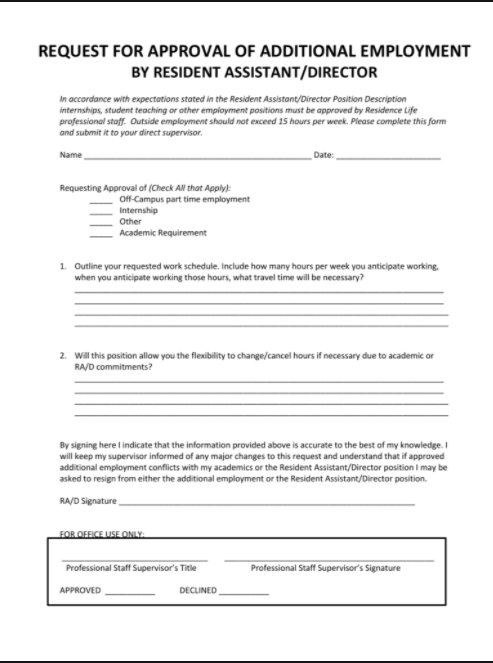 REQUEST FOR APPROVAL OF ADDITIONAL EMPLOYMENT
BY RESIDENT ASSISTANT/DIRECTOR
In accordance with expectations stated in the Resident Assistant/Director Position Description
internships, student teaching or other employment positions must be approved by Residence Life
professional staff. Outside employment should not exceed 15 hours per week. Please complete this form
and submit it to your direct supervisor.
Name ____________________ Date: ____________________
Requesting Approval of (Check All that Apply):
_____ Off-Campus part time employment
_____ Internship
_____ Other
_____ Academic Requirement
1. Outline your requested work schedule. Include how many hours per week you anticipate working,
when you anticipate working those hours, what travel time will be necessary?
2. Will this position allow you the flexibility to change/cancel hours if necessary due to academic or
RA/D commitments?
By signing here I indicate that the information provided above is accurate to the best of my knowledge. I
will keep my supervisor informed of any major changes to this request and understand that if approved
additional employment conflicts with my academics or the Resident Assistant/Director position I may be
asked to resign from either the additional employment or the Resident Assistant/Director position.
RA/D Signature ____________________
FOR OFFICE USE ONLY:
Professional Staff Supervisor's Title Professional Staff Supervisor's Signature
APPROVED __________ DECLINED __________